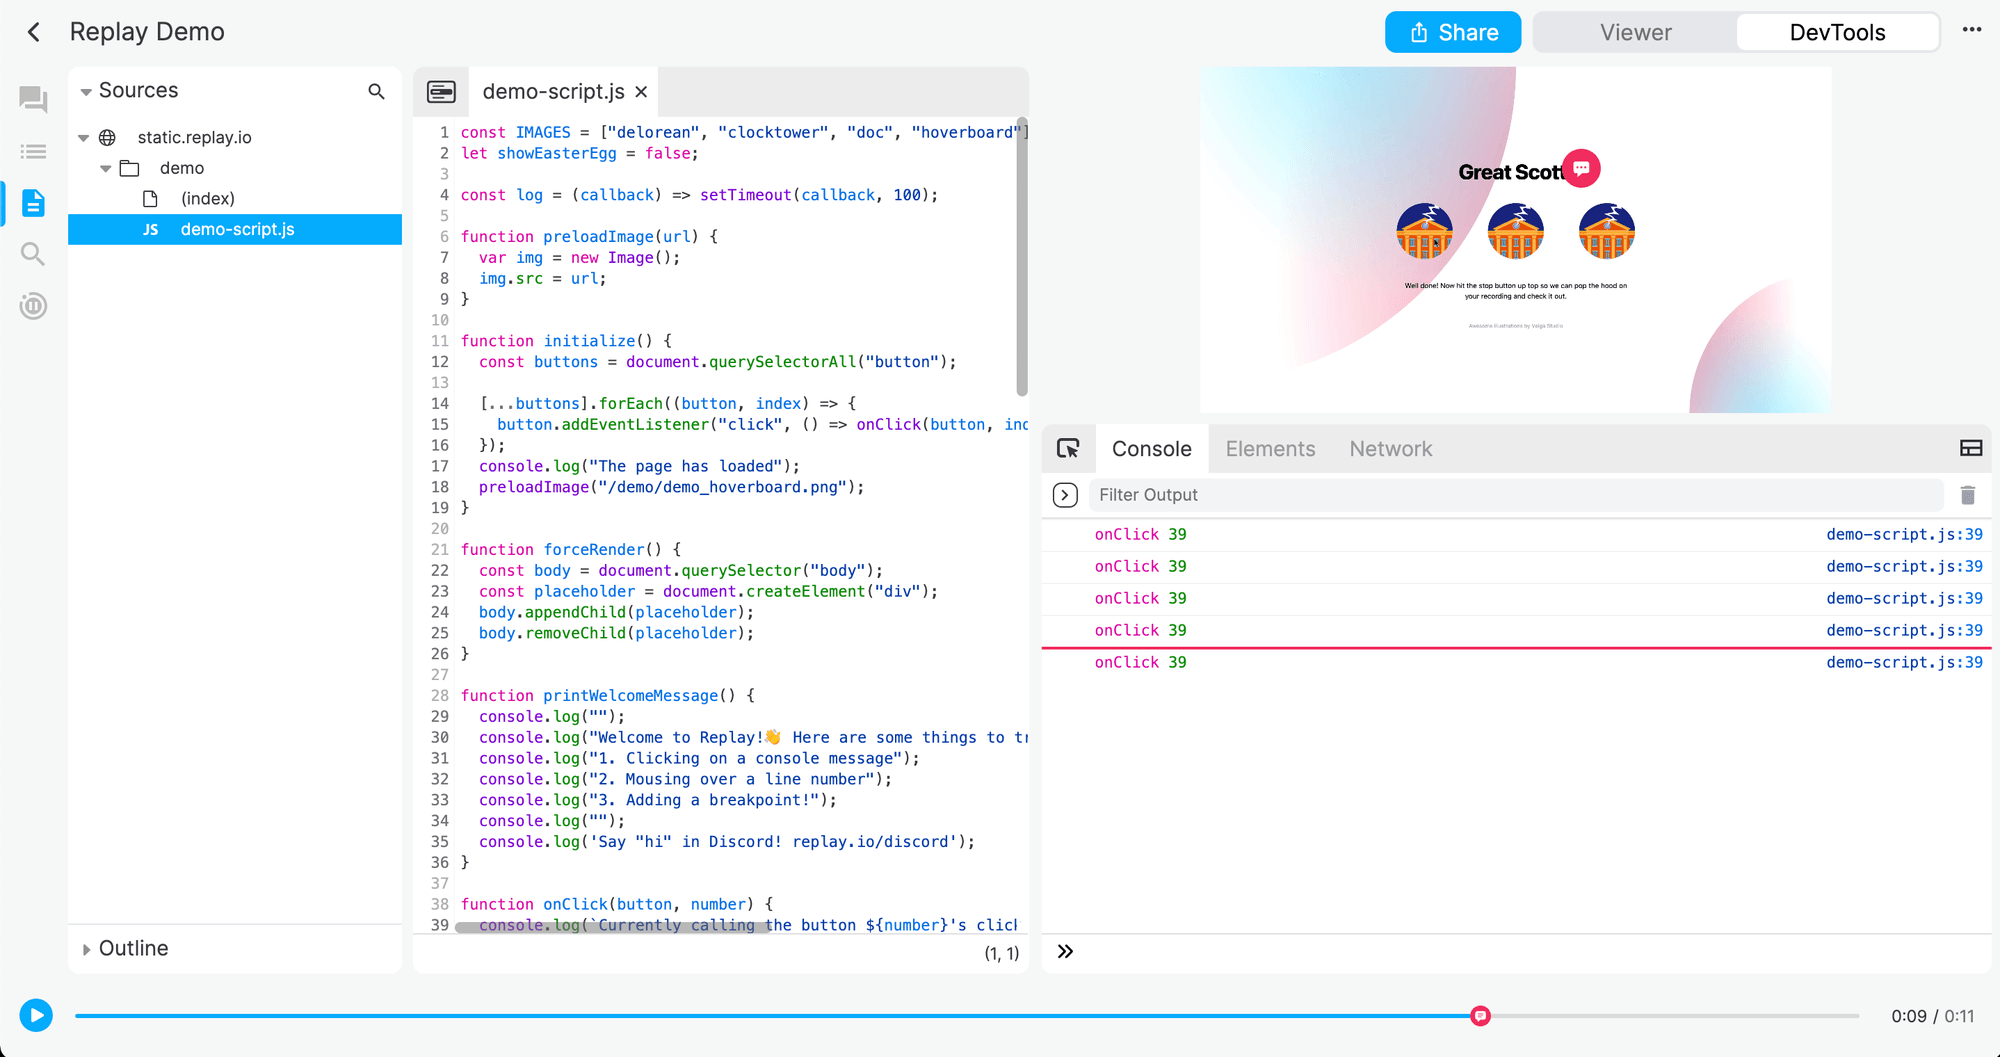 Replay Demo
Share
Viewer
DevTools
Sources
static.replay.io
demo
(index)
JS demo-script.js
Outline
demo-script.js
1 const IMAGES = ["delorean", "clocktower", "doc", "hoverboard"]
2 let showEasterEgg = false;
3
4 const log = (callback) => setTimeout(callback, 100);
5
6 function preloadImage(url) {
7 var img = new Image();
8 img.src = url;
9 }
10
11 function initialize() {
12 const buttons = document.querySelectorAll("button");
13
14 [...buttons].forEach((button, index) => {
15 button.addEventListener("click", () => onClick(button, ind
16 });
17 console.log("The page has loaded");
18 preloadImage("/demo/demo_hoverboard.png");
19 }
20
21 function forceRender() {
22 const body = document.querySelector("body");
23 const placeholder = document.createElement("div");
24 body.appendChild(placeholder);
25 body.removeChild(placeholder);
26 }
27
28 function printWelcomeMessage() {
29 console.log("");
30 console.log("Welcome to Replay!👋 Here are some things to tr
31 console.log("1. Clicking on a console message");
32 console.log("2. Mousing over a line number");
33 console.log("3. Adding a breakpoint!");
34 console.log("");
35 console.log('Say "hi" in Discord! replay.io/discord');
36 }
37
38 function onClick(button, number) {
39 console.log(`Currently calling the button ${number}'s click
(1, 1)
Great Scott
Well done! Now hit the stop button up top so we can pop the hood on
your recording and check it out.
Awesome illustrations by Veiga Studio
Console
Elements
Network
Filter Output
onClick 39 demo-script.js:39
onClick 39 demo-script.js:39
onClick 39 demo-script.js:39
onClick 39 demo-script.js:39
onClick 39 demo-script.js:39
0:09 / 0:11